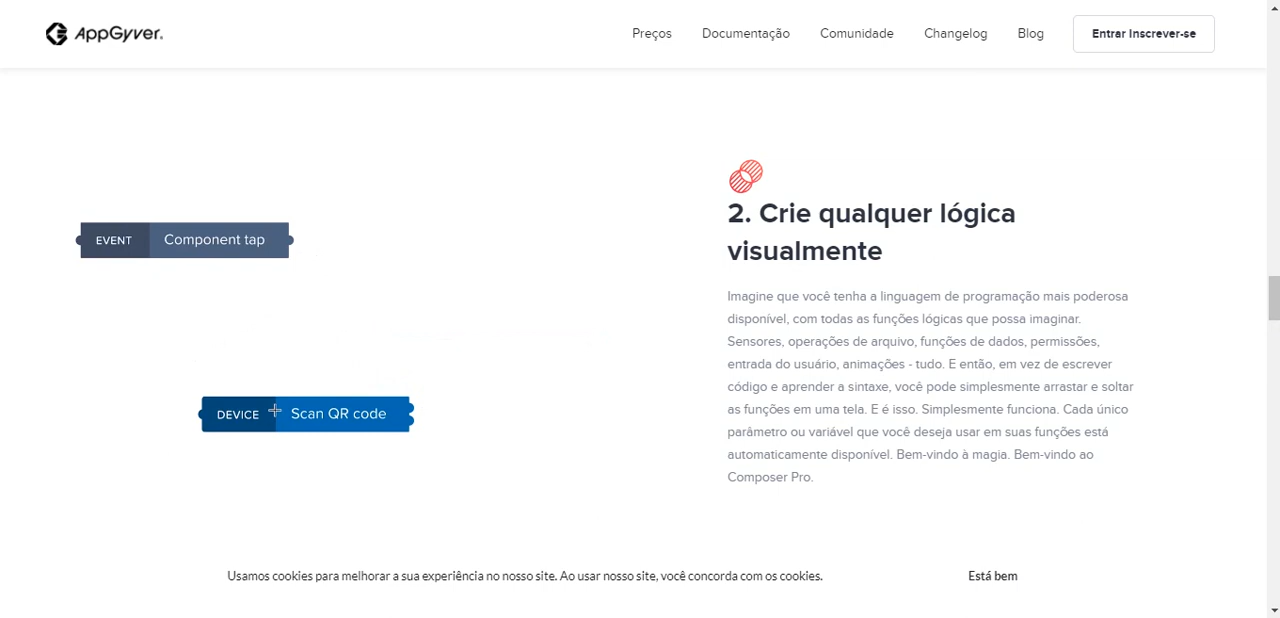 AppGyver.
Preços Documentação Comunidade Changelog Blog Entrar Inscrever-se
EVENT Component tap
DEVICE Scan QR code
2. Crie qualquer lógica
visualmente
Imagine que você tenha a linguagem de programação mais poderosa
disponível, com todas as funções lógicas que possa imaginar.
Sensores, operações de arquivo, funções de dados, permissões,
entrada do usuário, animações - tudo. E então, em vez de escrever
código e aprender a sintaxe, você pode simplesmente arrastar e soltar
as funções em uma tela. E é isso. Simplesmente funciona. Cada único
parâmetro ou variável que você deseja usar em suas funções está
automaticamente disponível. Bem-vindo à magia. Bem-vindo ao
Composer Pro.
Usamos cookies para melhorar a sua experiência no nosso site. Ao usar nosso site, você concorda com os cookies. Está bem